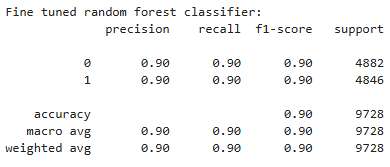 Fine tuned random forest classifier:
precision recall f1-score support
0 0.90 0.90 0.90 4882
1 0.90 0.90 0.90 4846
accuracy 0.90 9728
macro avg 0.90 0.90 0.90 9728
weighted avg 0.90 0.90 0.90 9728